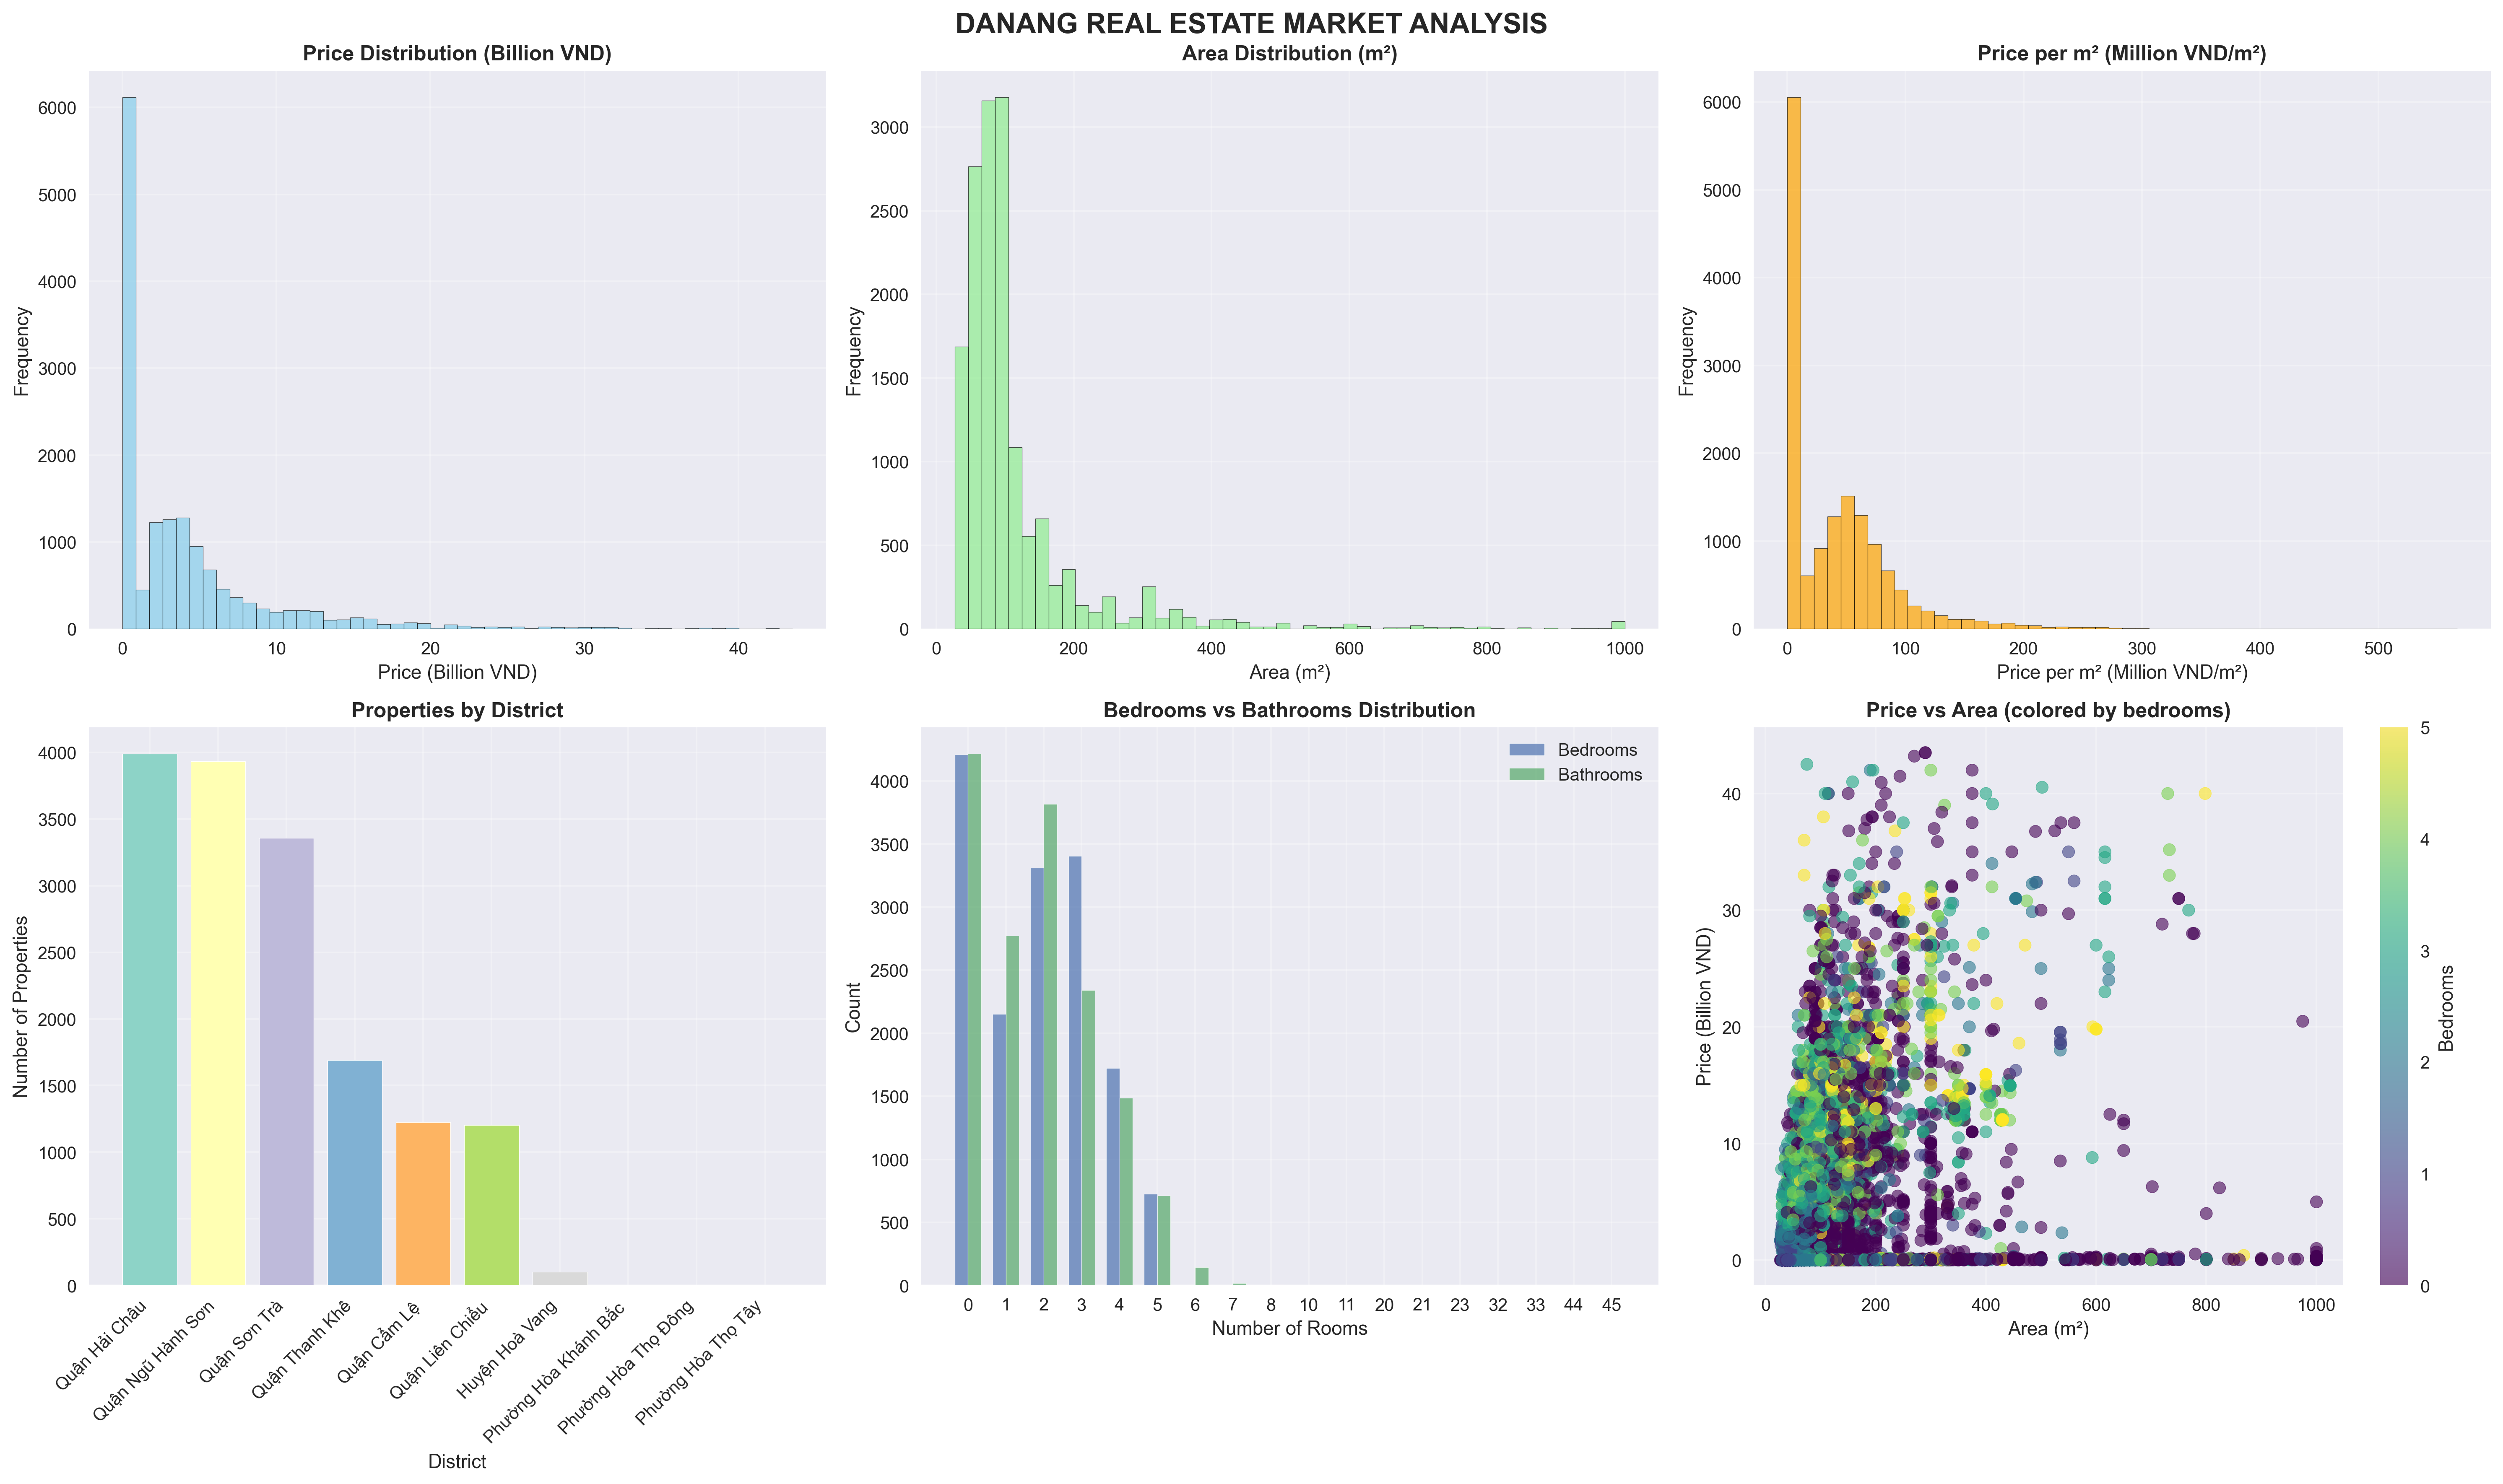 DANANG REAL ESTATE MARKET ANALYSIS
Price Distribution (Billion VND)
Frequency
6000
5000
4000
3000
2000
1000
0
0 10 20 30 40
Price (Billion VND)
Area Distribution (m²)
Frequency
3000
2500
2000
1500
1000
500
0
0 200 400 600 800 1000
Area (m²)
Price per m² (Million VND/m²)
Frequency
6000
5000
4000
3000
2000
1000
0
0 100 200 300 400 500
Price per m² (Million VND/m²)
Properties by District
Number of Properties
4000
3500
3000
2500
2000
1500
1000
500
0
Quận Hải Châu
Quận Ngũ Hành Sơn
Quận Sơn Trà
Quận Thanh Khê
Quận Cẩm Lệ
Quận Liên Chiểu
Huyện Hoà Vang
Phường Hòa Khánh Bắc
Phường Hòa Thọ Đông
Phường Hòa Thọ Tây
District
Bedrooms vs Bathrooms Distribution
Bedrooms
Bathrooms
Count
4000
3500
3000
2500
2000
1500
1000
500
0
0 1 2 3 4 5 6 7 8 10 11 20 21 23 32 33 44 45
Number of Rooms
Price vs Area (colored by bedrooms)
Price (Billion VND)
40
30
20
10
0
0 200 400 600 800 1000
Area (m²)
5
4
3
2
1
0
Bedrooms